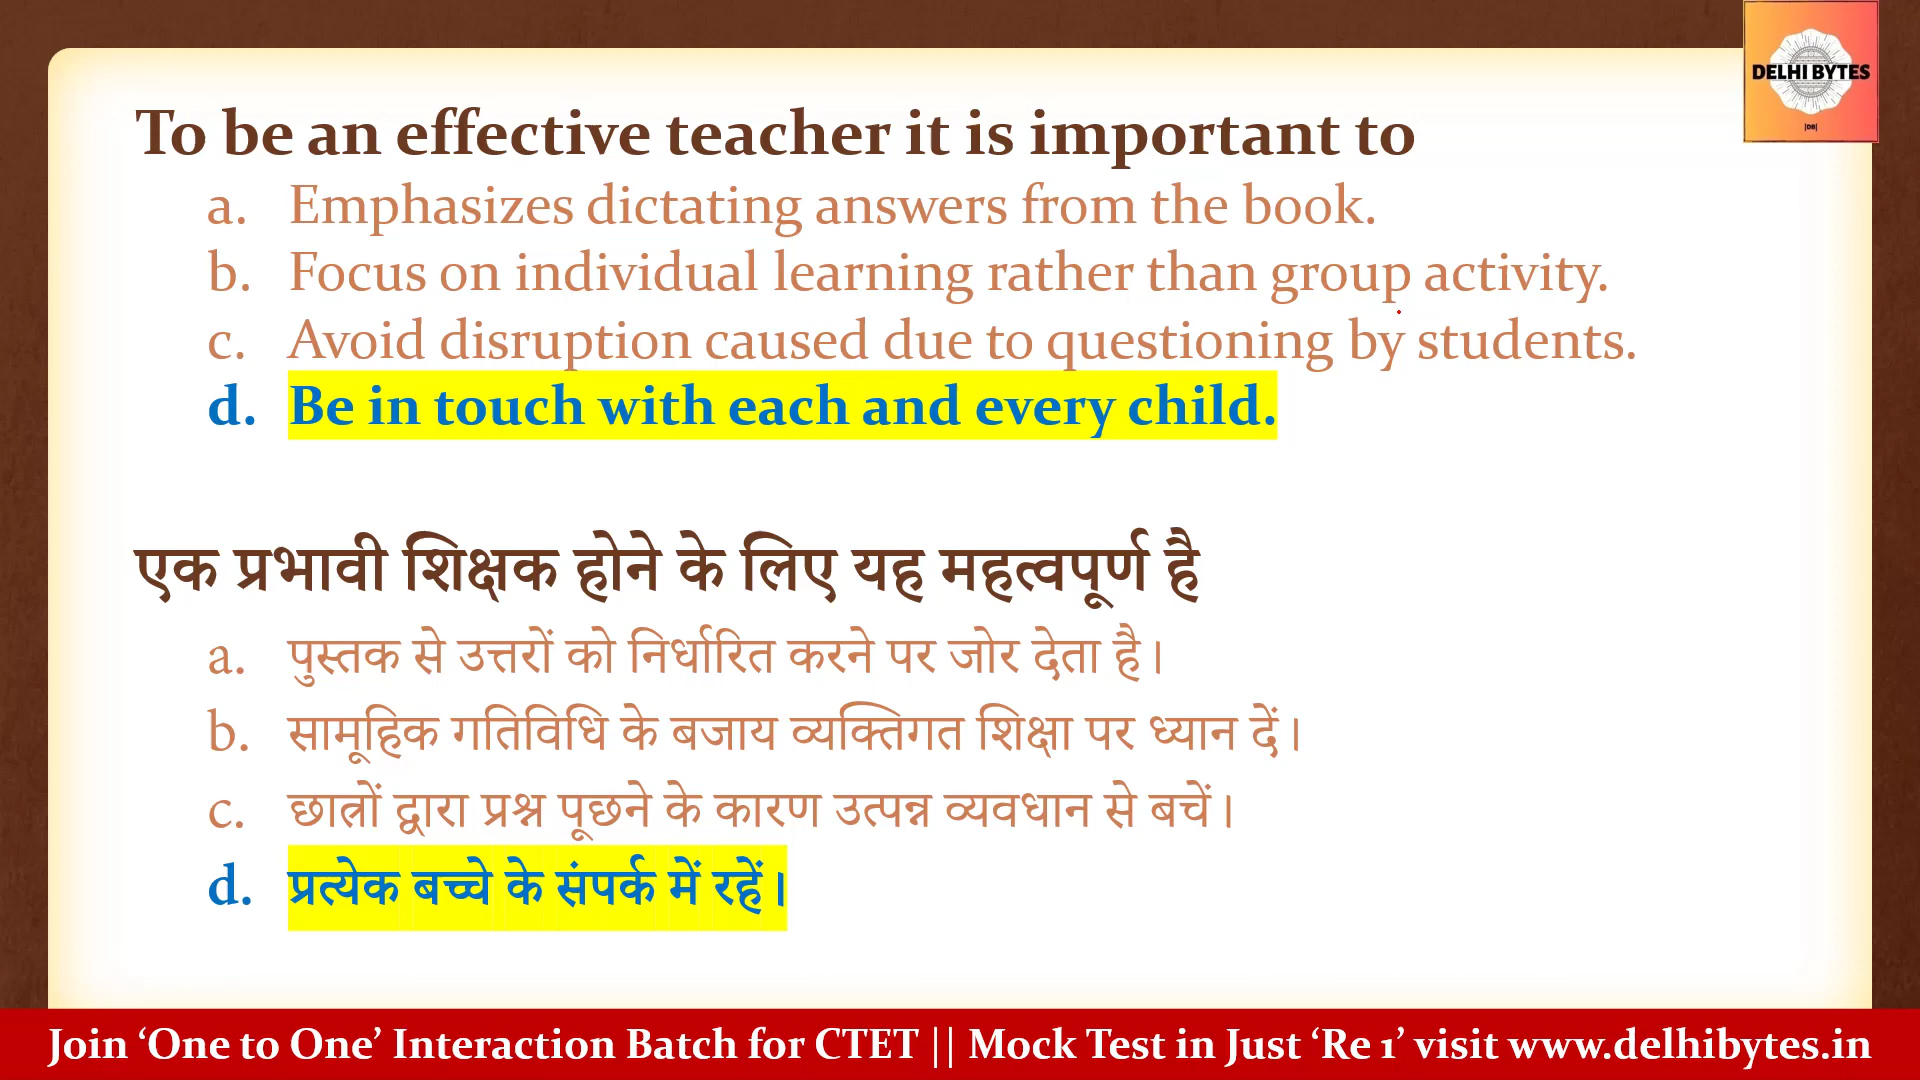 DELHI BYTES
|DB|
To be an effective teacher it is important to
a. Emphasizes dictating answers from the book.
b. Focus on individual learning rather than group activity.
c. Avoid disruption caused due to questioning by students.
d. Be in touch with each and every child.
एक प्रभावी शिक्षक होने के लिए यह महत्वपूर्ण है
a. पुस्तक से उत्तरों को निर्धारित करने पर जोर देता है।
b. सामूहिक गतिविधि के बजाय व्यक्तिगत शिक्षा पर ध्यान दें।
c. छात्रों द्वारा प्रश्न पूछने के कारण उत्पन्न व्यवधान से बचें।
d. प्रत्येक बच्चे के संपर्क में रहें।
Join ‘One to One’ Interaction Batch for CTET || Mock Test in Just ‘Re 1’ visit www.delhibytes.in